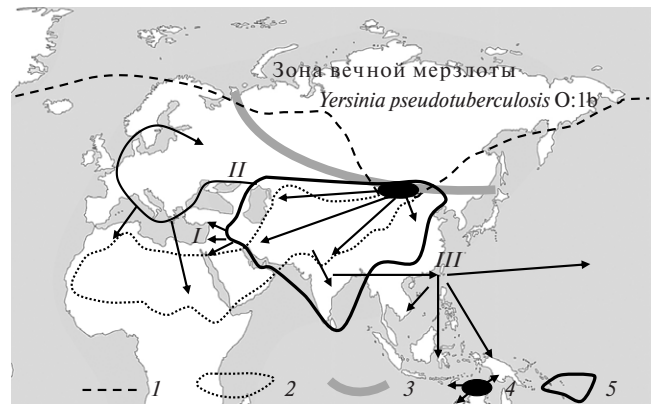 Зона вечной мерзлоты
Yersinia pseudotuberculosis O:1b
II
I
III
1 2 3 4 5